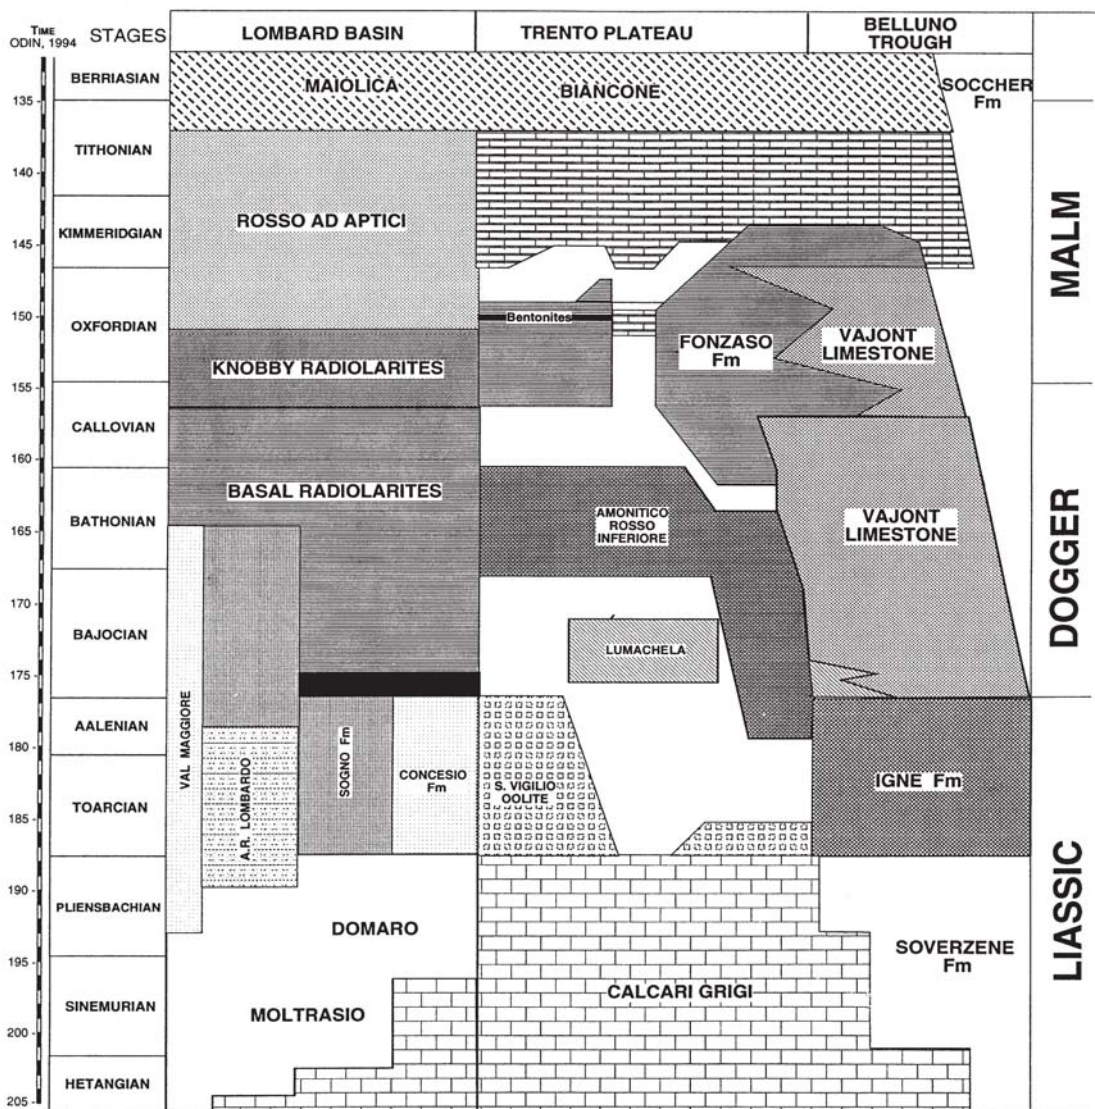 TIME
ODIN, 1994
STAGES
LOMBARD BASIN
TRENTO PLATEAU
BELLUNO
TROUGH
BERRIASIAN
MAIOLICA
BIANCONE
SOCCHER
Fm
135
TITHONIAN
140
ROSSO AD APTICI
MALM
KIMMERIDGIAN
145
150
Bentonites
OXFORDIAN
FONZASO
Fm
VAJONT
LIMESTONE
KNOBBY RADIOLARITES
155
CALLOVIAN
160
BASAL RADIOLARITES
BATHONIAN
AMONITICO
ROSSO
INFERIORE
VAJONT
LIMESTONE
165
DOGGER
170
BAJOCIAN
LUMACHELA
175
AALENIAN
180
VAL MAGGIORE
A.R. LOMBARDO
SOGNO Fm
CONCESIO
Fm
S. VIGILIO
OOLITE
IGNE Fm
TOARCIAN
185
190
PLIENSBACHIAN
DOMARO
SOVERZENE
Fm
LIASSIC
195
SINEMURIAN
MOLTRASIO
CALCARI GRIGI
200
HETANGIAN
205